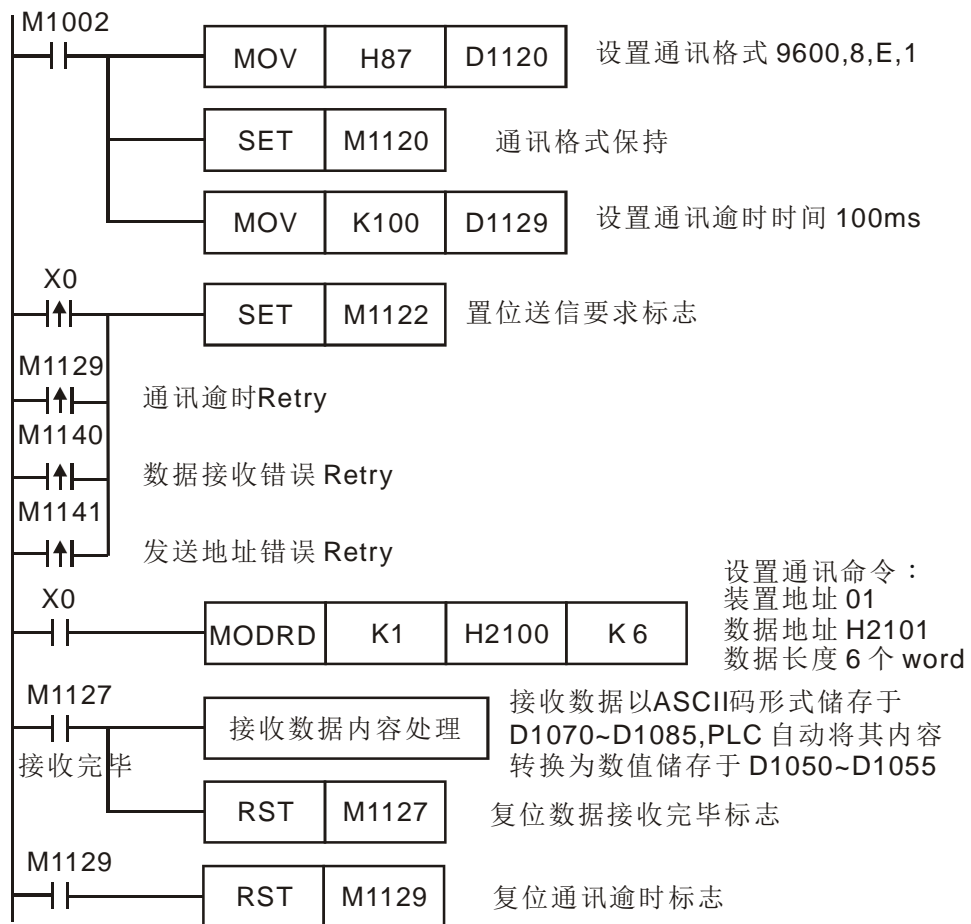 M1002
MOV H87 D1120 设置通讯格式 9600,8,E,1
SET M1120 通讯格式保持
MOV K100 D1129 设置通讯逾时时间 100ms
X0
SET M1122 置位送信要求标志
M1129
通讯逾时Retry
M1140
数据接收错误 Retry
M1141
发送地址错误 Retry
X0
MODRD K1 H2100 K 6
设置通讯命令：
装置地址 01
数据地址 H2101
数据长度 6 个 word
M1127
接收完毕
接收数据内容处理
接收数据以ASCII码形式储存于
D1070~D1085,PLC 自动将其内容
转换为数值储存于 D1050~D1055
RST M1127 复位数据接收完毕标志
M1129
RST M1129 复位通讯逾时标志